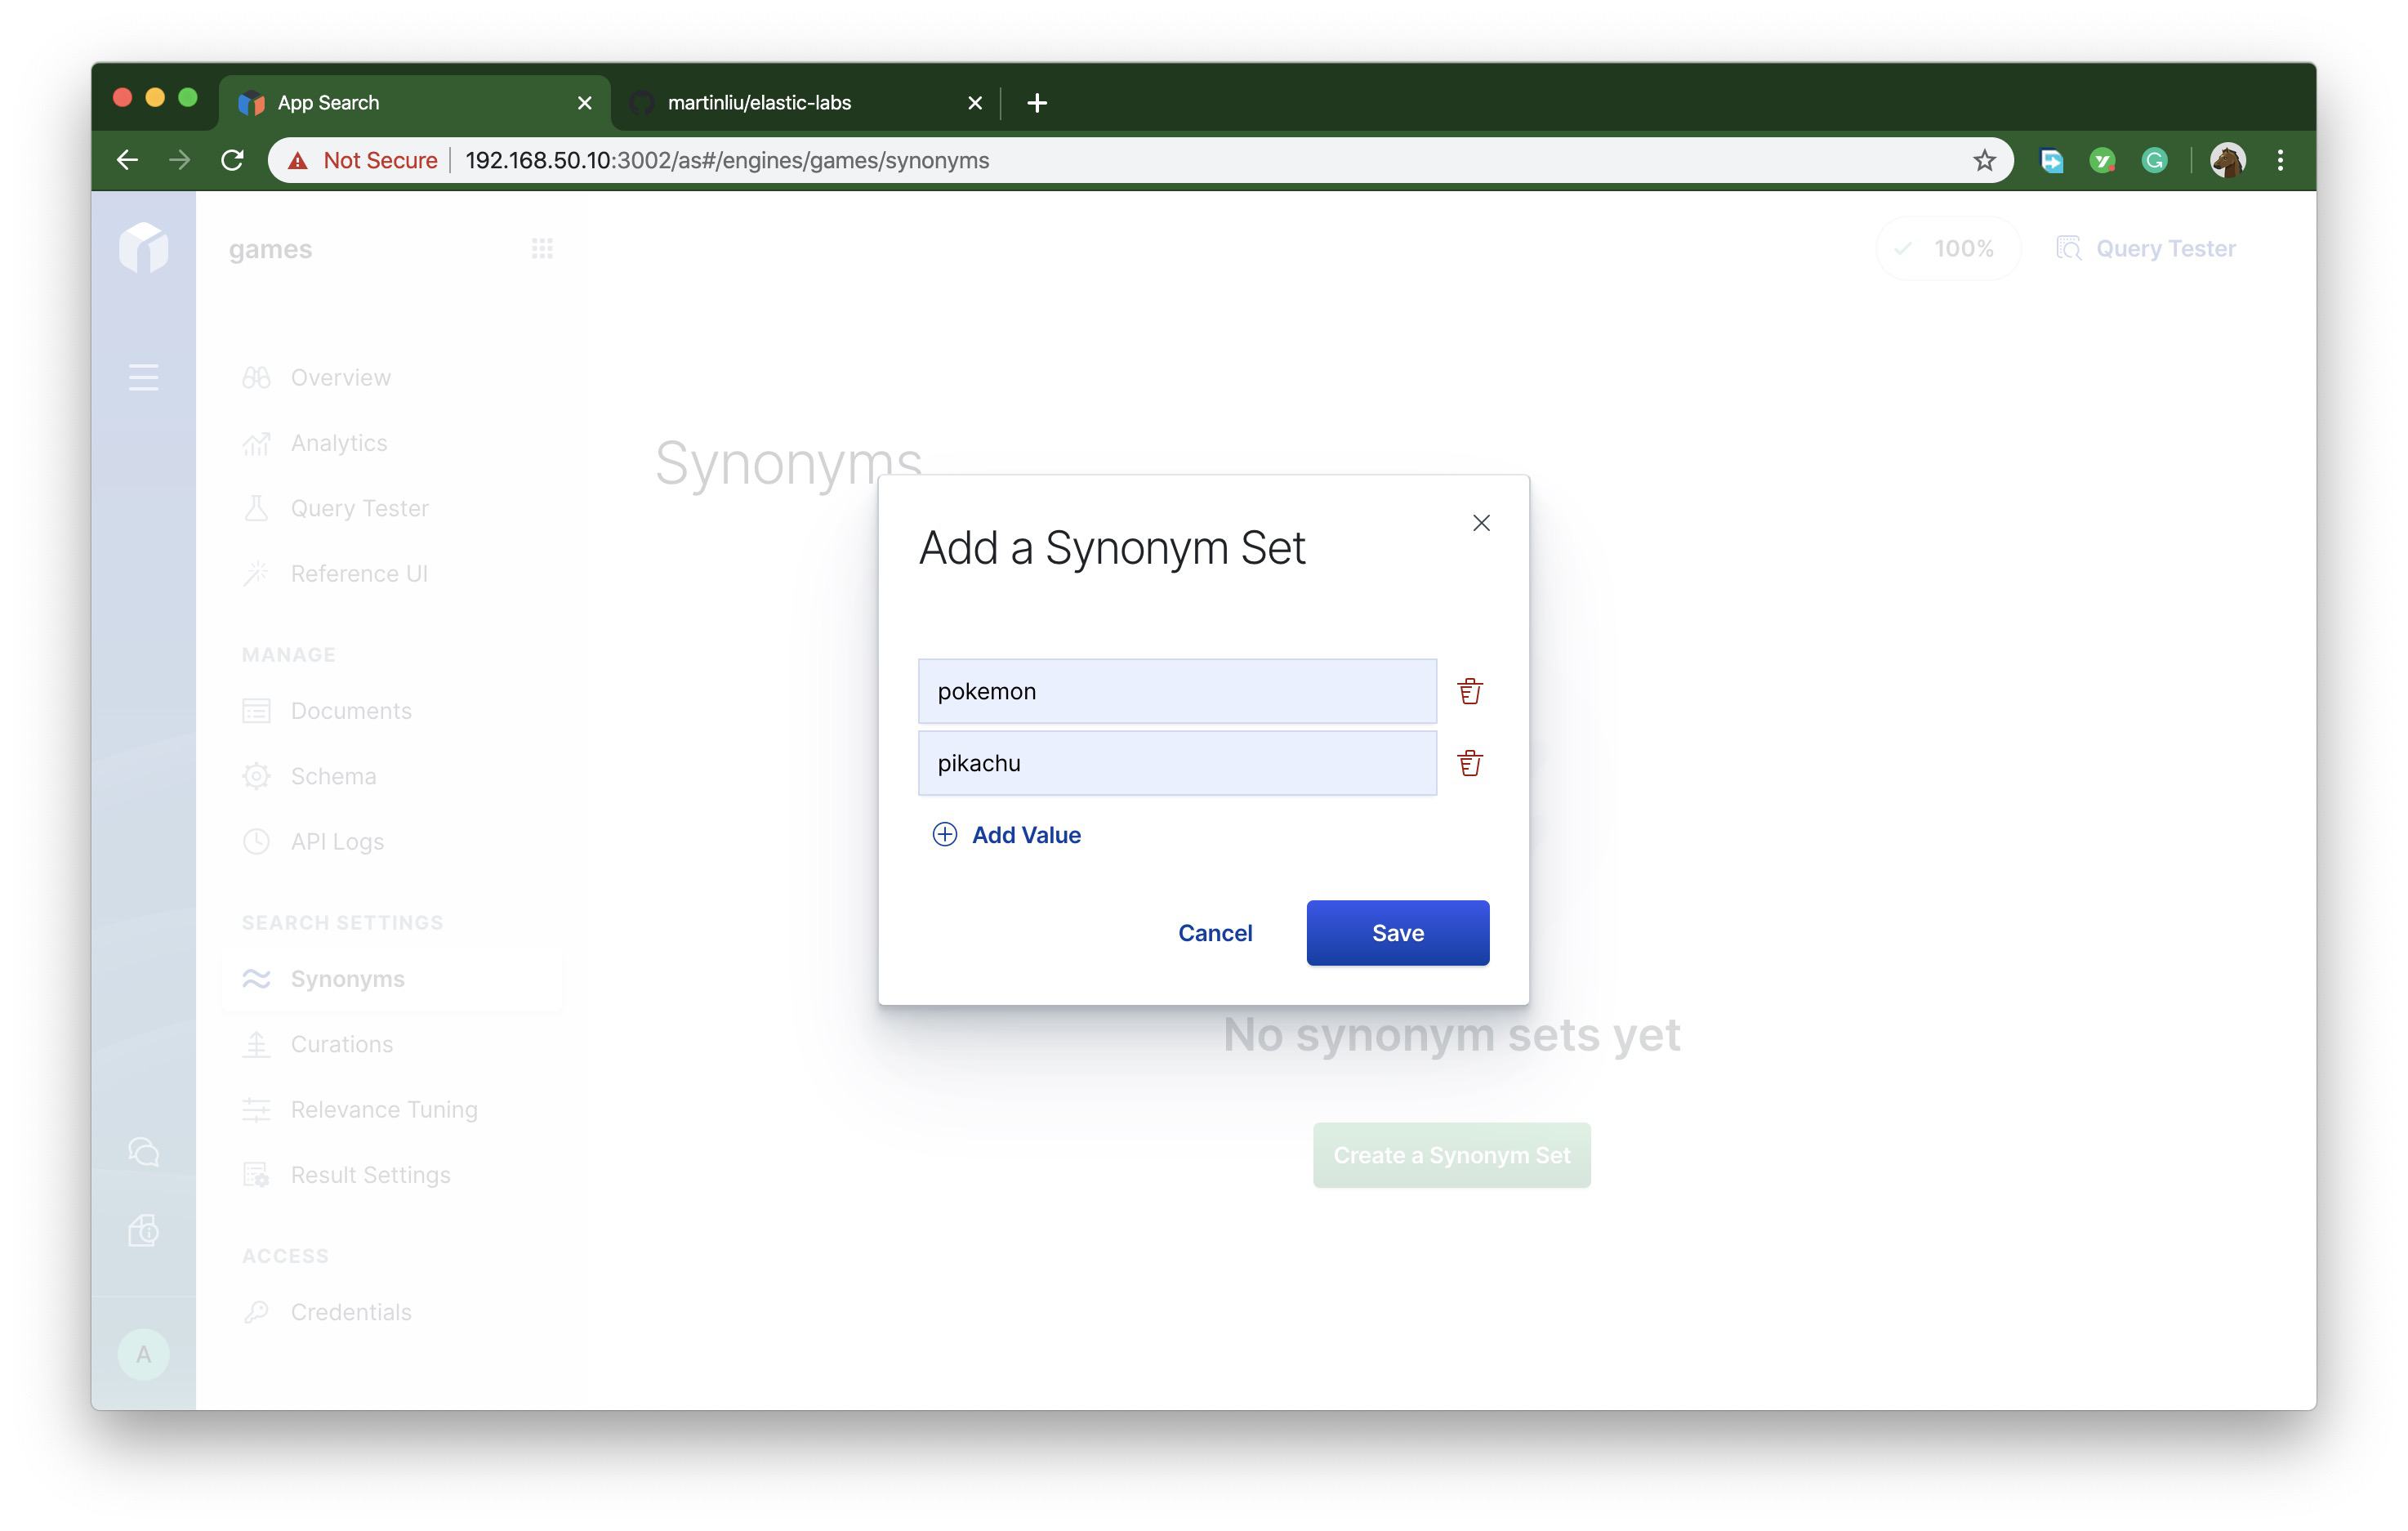 App Search
martinliu/elastic-labs
Not Secure
192.168.50.10:3002/as#/engines/games/synonyms
games
100%
Query Tester
Overview
Analytics
Query Tester
Reference UI
MANAGE
Documents
Schema
API Logs
SEARCH SETTINGS
Synonyms
Curations
Relevance Tuning
Result Settings
ACCESS
Credentials
A
Synonyms
Add a Synonym Set
pokemon
pikachu
Add Value
Cancel
Save
No synonym sets yet
Create a Synonym Set